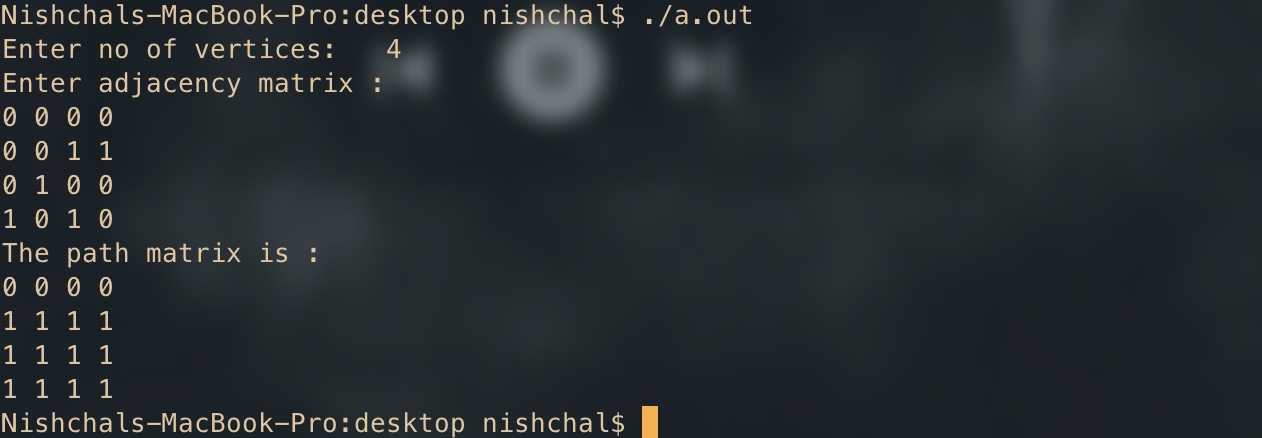 Nishchals-MacBook-Pro:desktop nishchal$ ./a.out
Enter no of vertices:   4
Enter adjacency matrix :
0 0 0 0
0 0 1 1
0 1 0 0
1 0 1 0
The path matrix is :
0 0 0 0
1 1 1 1
1 1 1 1
1 1 1 1
Nishchals-MacBook-Pro:desktop nishchal$